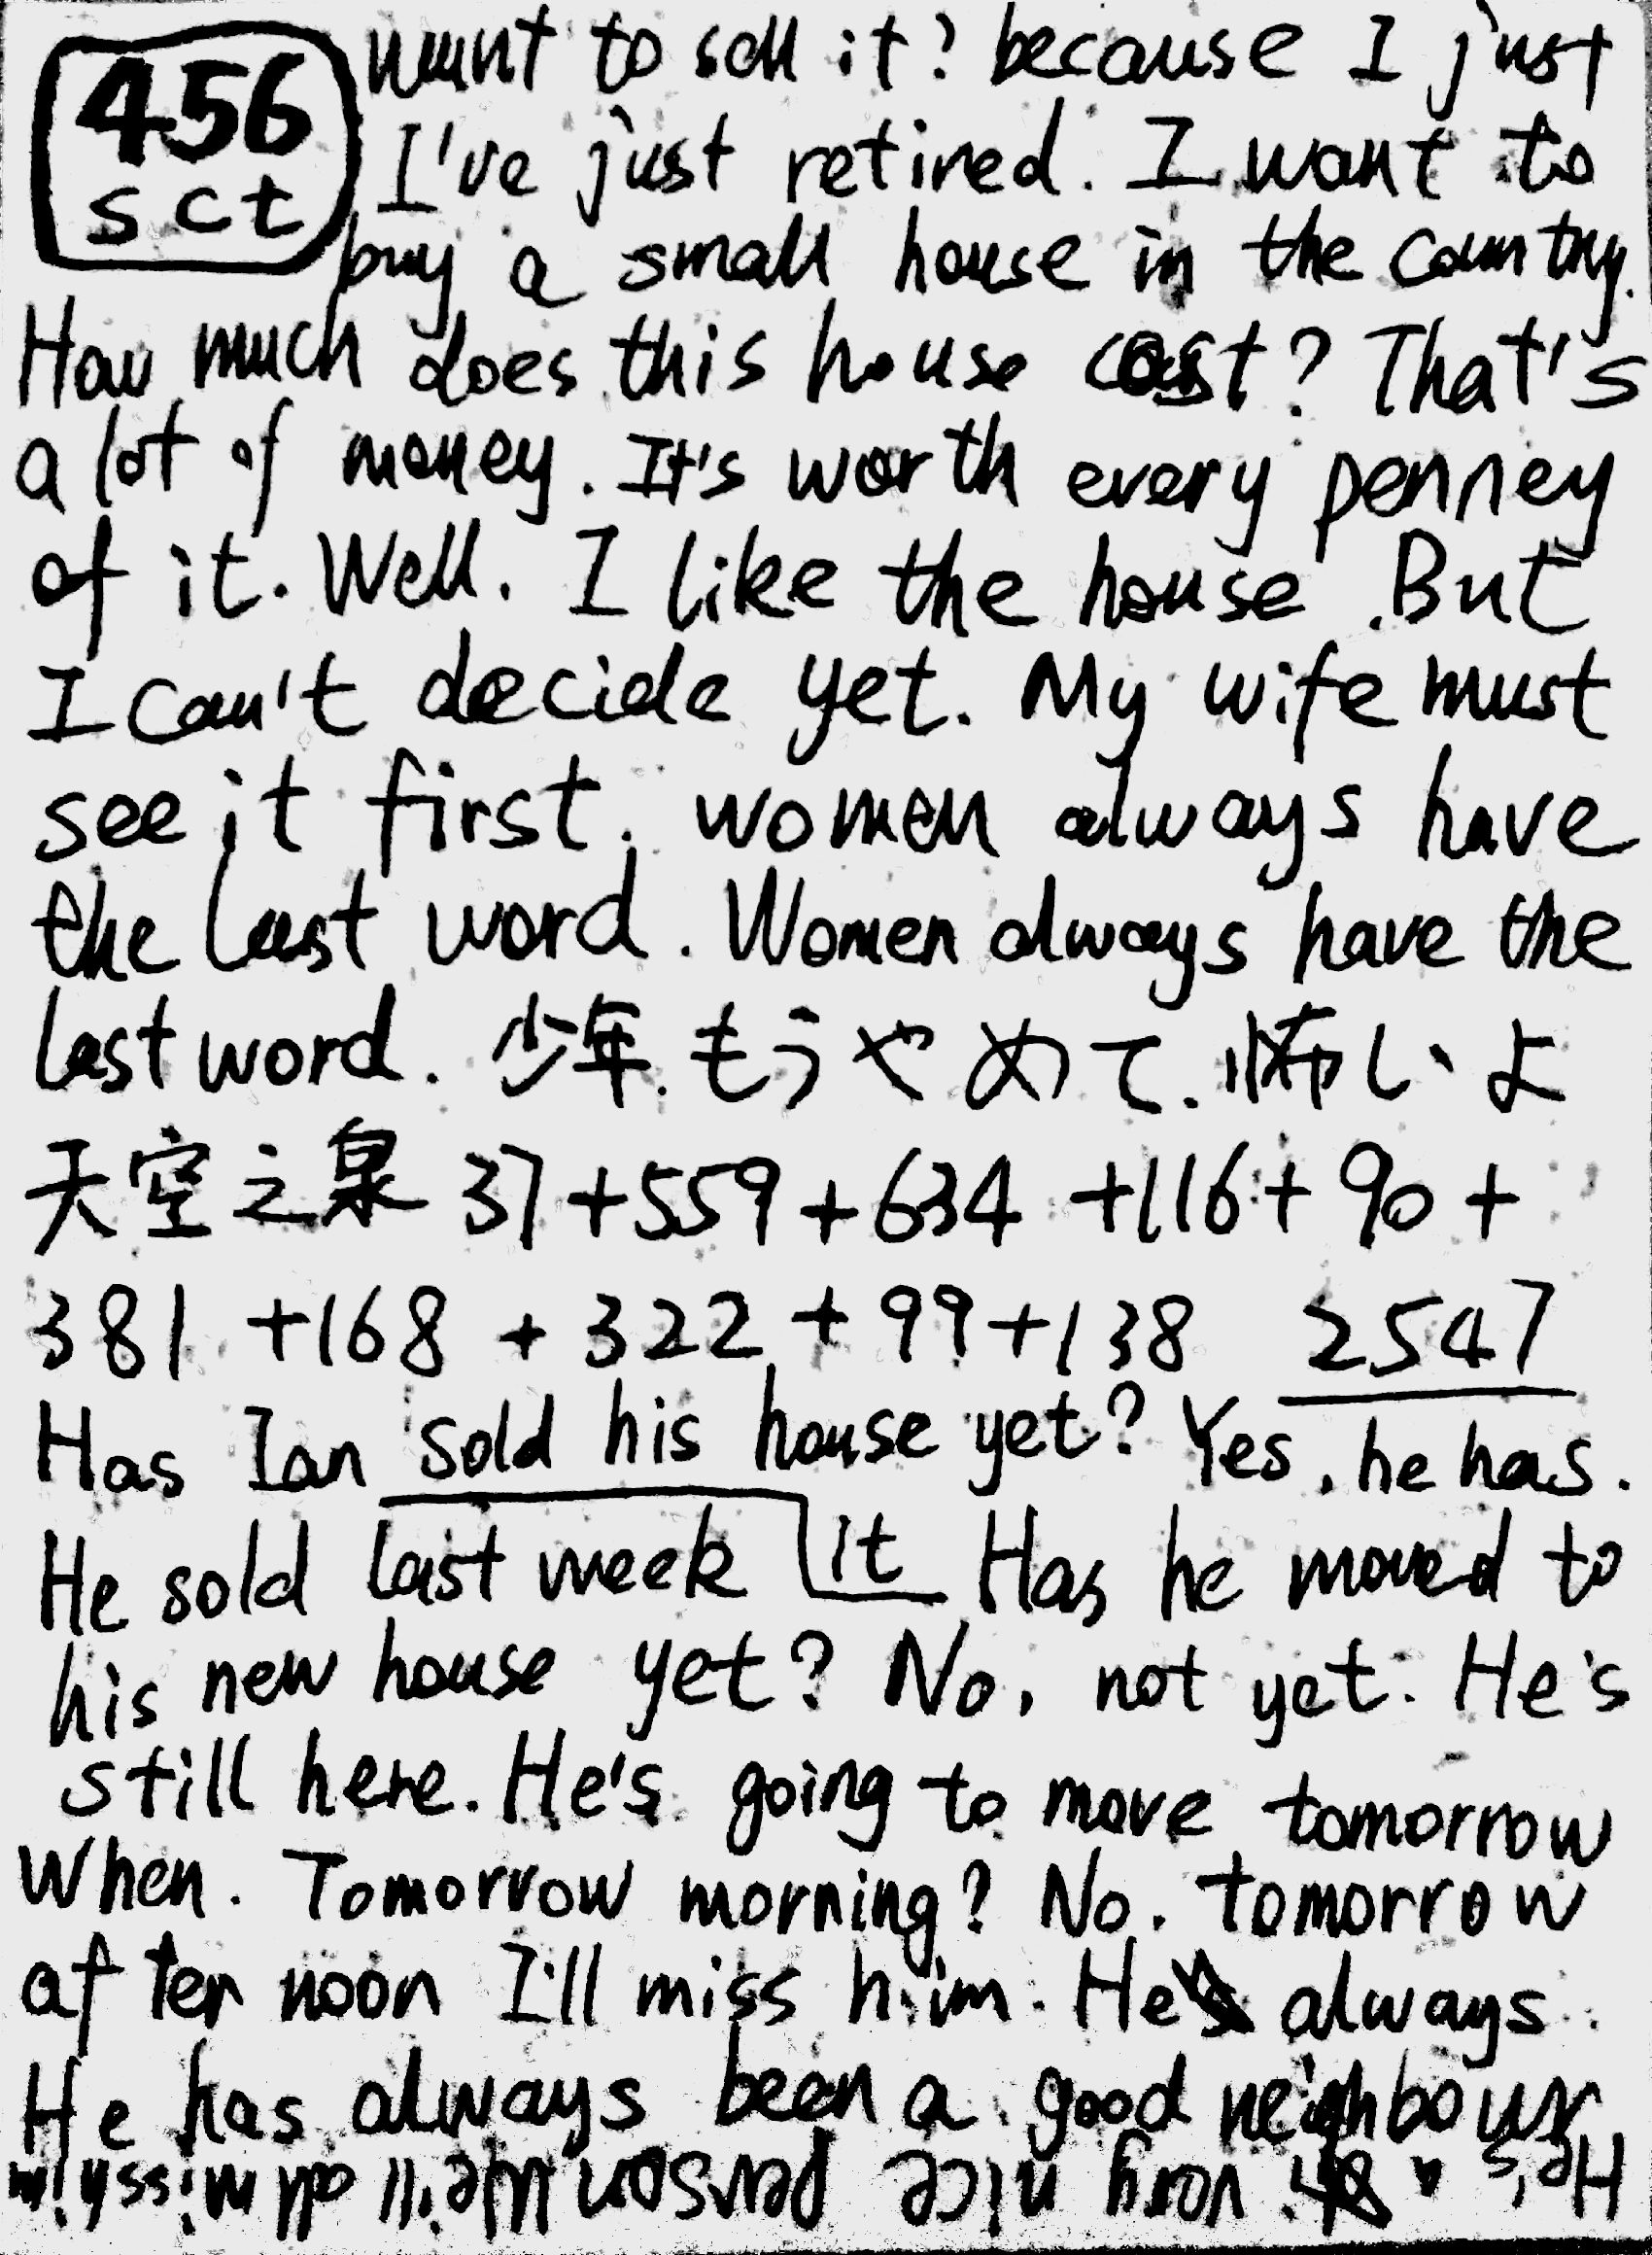 456
sct
want to sell it? because I just
I've just retired. I want to
buy a small house in the country.
How much does this house cost? That's
a lot of money. It's worth every penney
of it. Well. I like the house. But
I can't decide yet. My wife must
see it first. women always have
the last word. Women always have the
last word. 少年.もうやめて.怖いよ
天空之泉 37+559+634+116+90+
381+168+322+99+138 2547
Has Ian sold his house yet? Yes, he has.
He sold last week it Has he moved to
his new house yet? No, not yet. He's
still here. He's going to move tomorrow
When. Tomorrow morning? No. tomorrow
afternoon I'll miss him. He's always
He has always been a good neighbour
He's a very nice person We'll all miss him